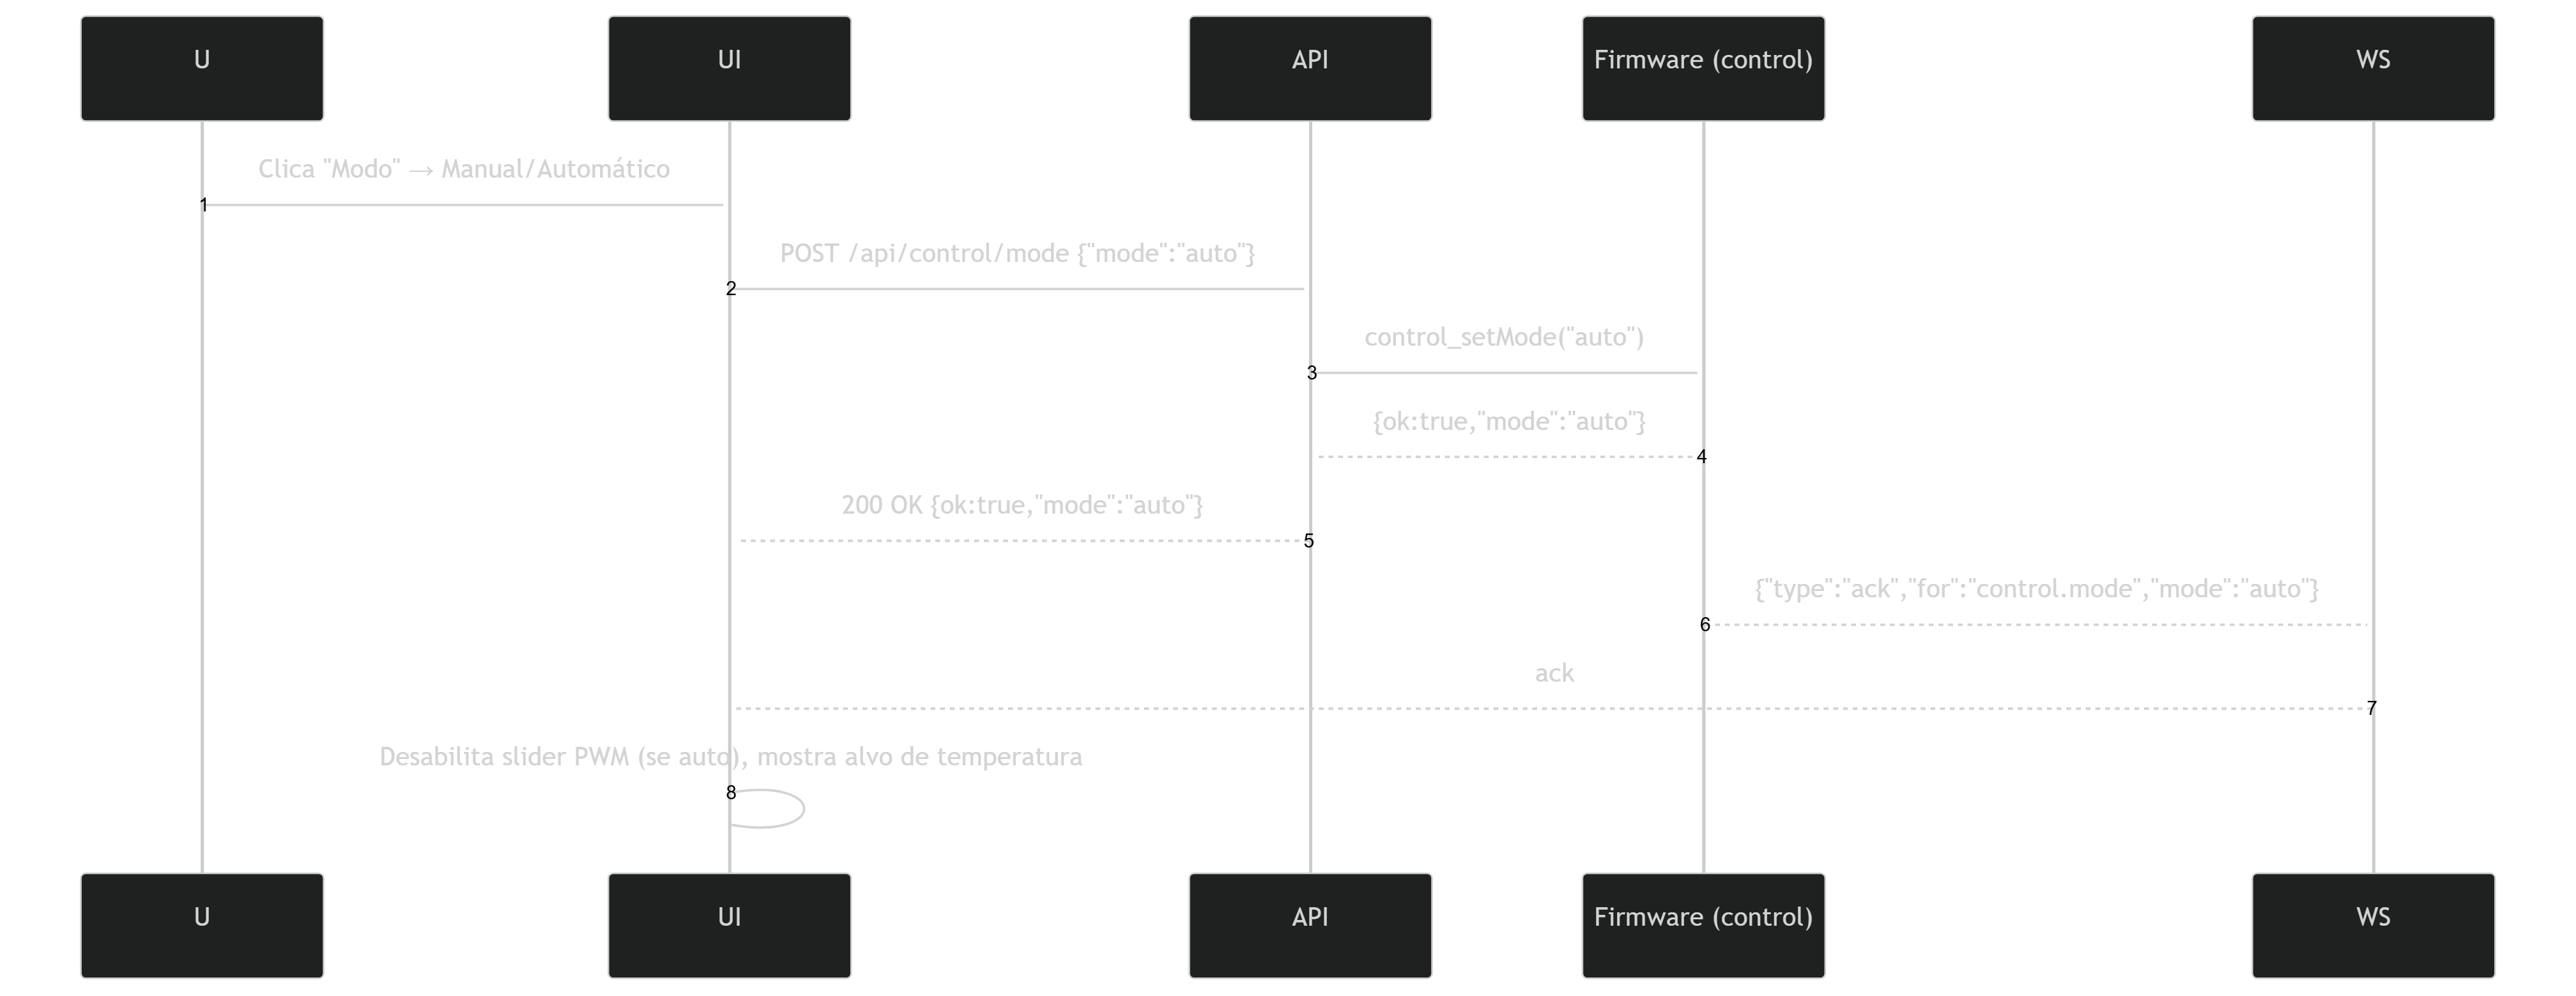 U
UI
API
Firmware (control)
WS
Clica "Modo" → Manual/Automático
1
POST /api/control/mode {"mode":"auto"}
2
control_setMode("auto")
3
{ok:true,"mode":"auto"}
4
200 OK {ok:true,"mode":"auto"}
5
{"type":"ack","for":"control.mode","mode":"auto"}
6
ack
7
Desabilita slider PWM (se auto), mostra alvo de temperatura
8
U
UI
API
Firmware (control)
WS